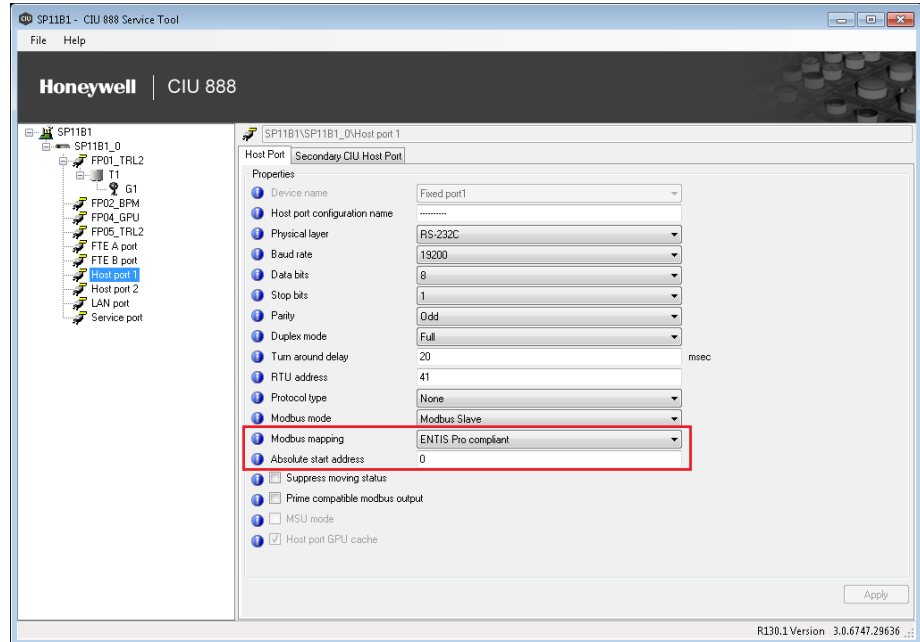 SP11B1 - CIU 888 Service Tool
File Help
Honeywell CIU 888
SP11B1
SP11B1_0
FP01_TRL2
T1
G1
FP02_BPM
FP04_GPU
FP05_TRL2
FTE A port
FTE B port
Host port 1
Host port 2
LAN port
Service port
SP11B1\SP11B1_0\Host port 1
Host Port Secondary CIU Host Port
Properties
Device name Fixed port1
Host port configuration name ----------
Physical layer RS-232C
Baud rate 19200
Data bits 8
Stop bits 1
Parity Odd
Duplex mode Full
Turn around delay 20 msec
RTU address 41
Protocol type None
Modbus mode Modbus Slave
Modbus mapping ENTIS Pro compliant
Absolute start address 0
Suppress moving status
Prime compatible modbus output
MSU mode
Host port GPU cache
Apply
R130.1 Version 3.0.6747.29636